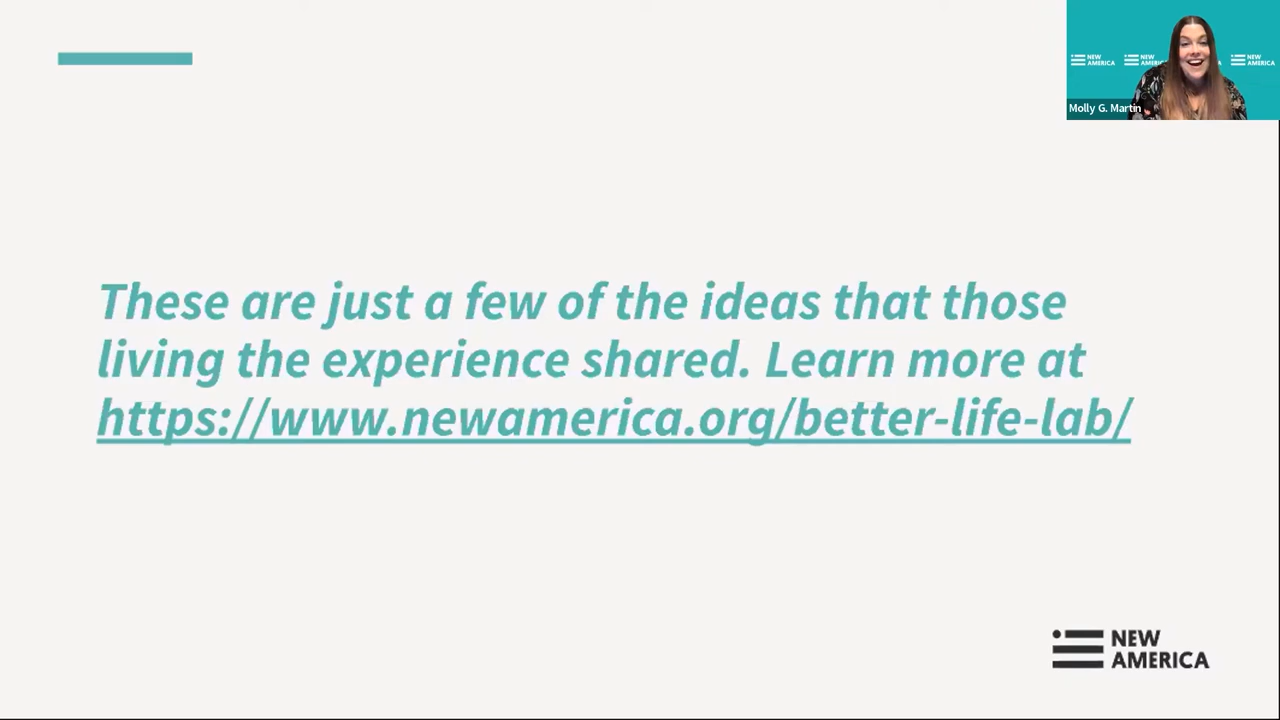 NEW AMERICA
NEW AMERICA
NEW AMERICA
Molly G. Martin
These are just a few of the ideas that those
living the experience shared. Learn more at
https://www.newamerica.org/better-life-lab/
NEW
AMERICA